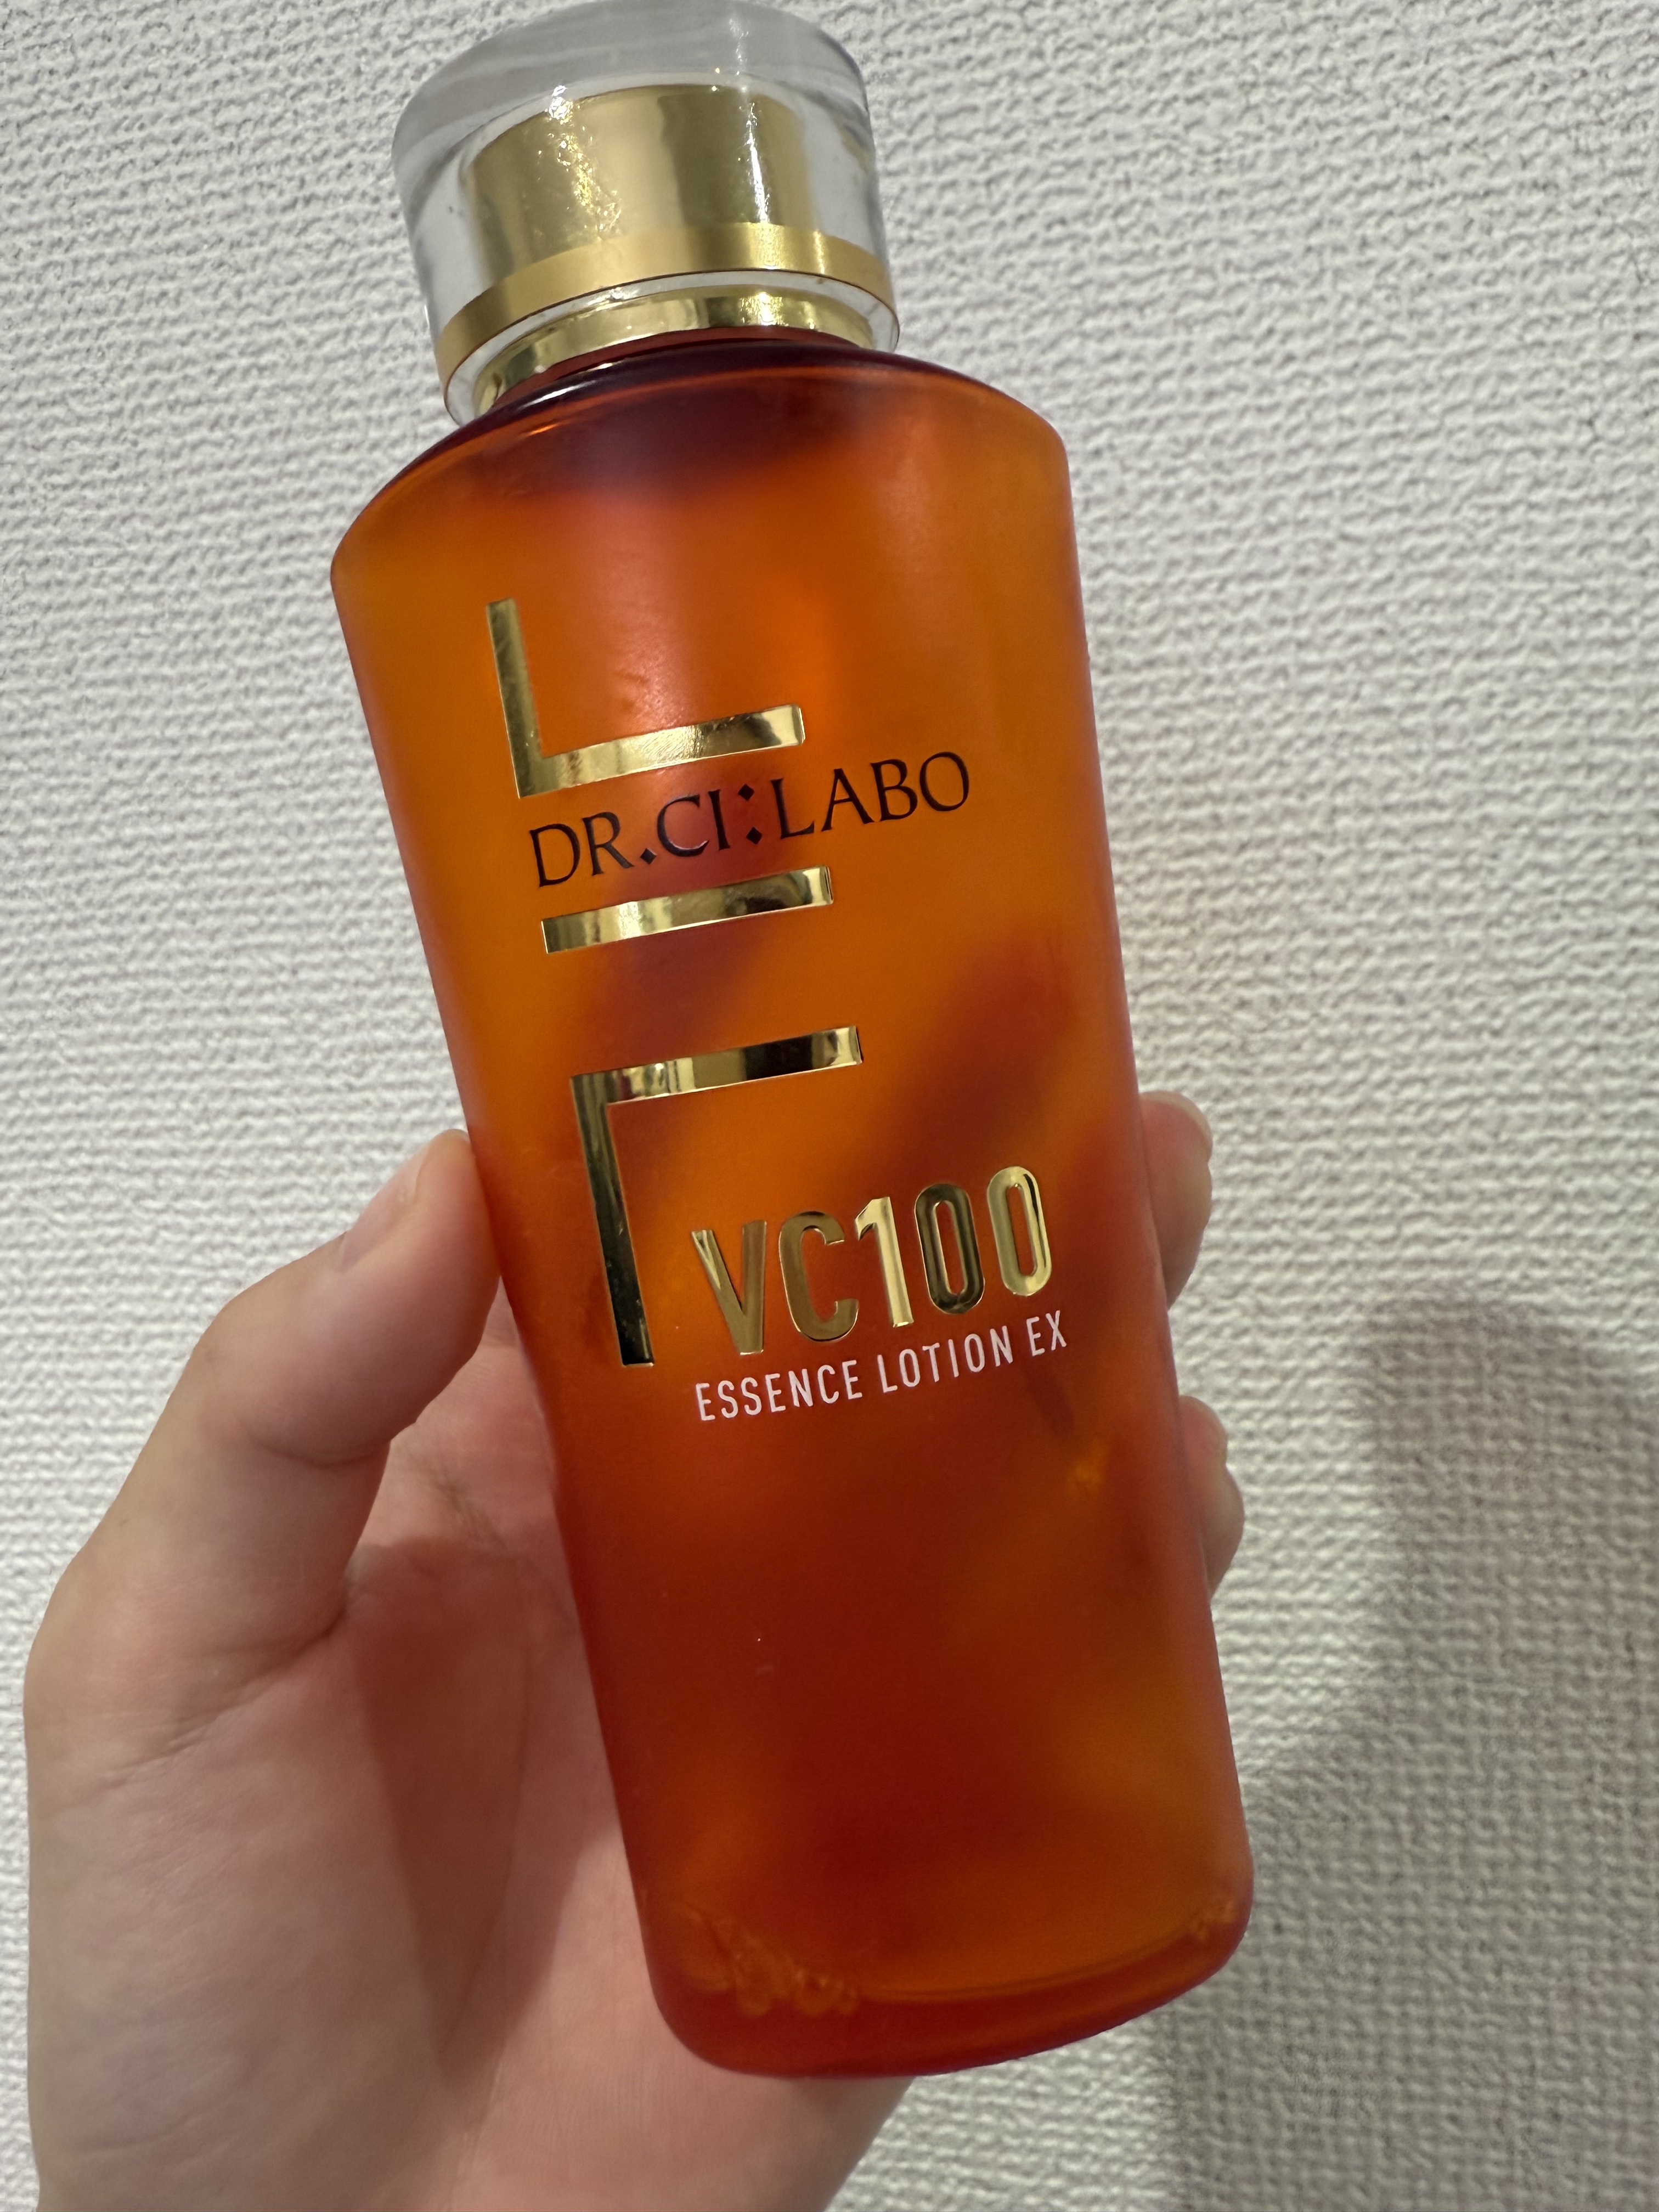 DR.CI:LABO
VC100
ESSENCE LOTION EX